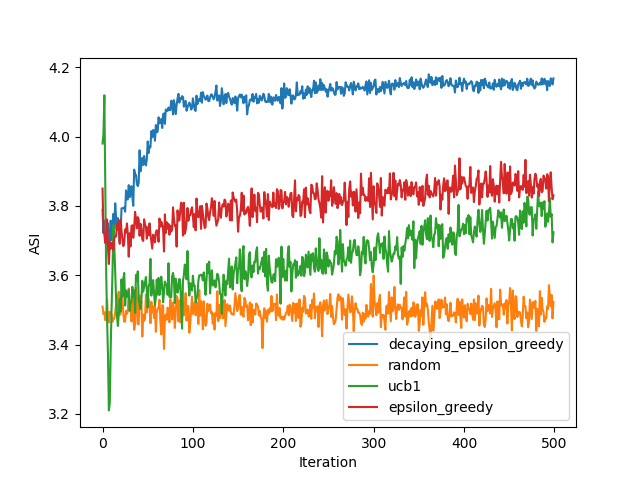 4.2
4.0
3.8
3.6
3.4
3.2
ASI
0 100 200 300 400 500
Iteration
decaying_epsilon_greedy
random
ucb1
epsilon_greedy